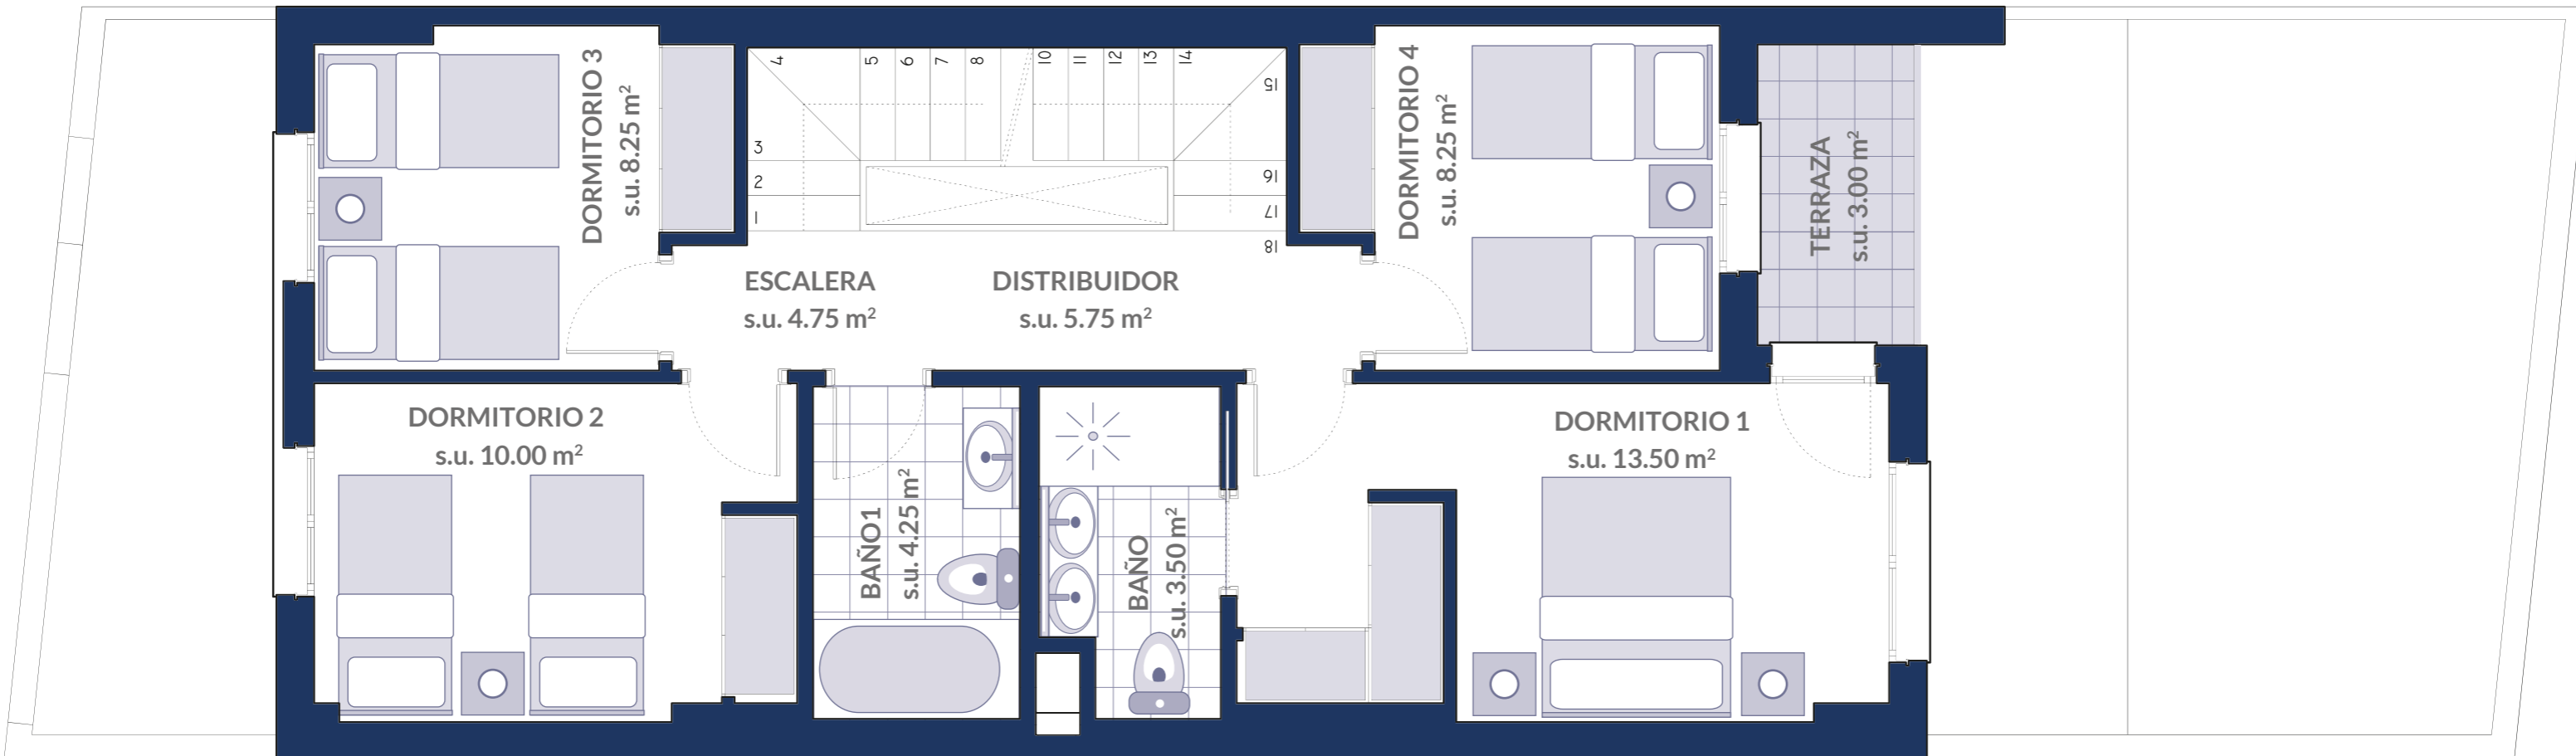 DORMITORIO 3
s.u. 8.25 m²
4
5
6
7
8
10
11
12
13
14
15
3
2
1
16
17
18
DORMITORIO 4
s.u. 8.25 m²
TERRAZA
s.u. 3.00 m²
ESCALERA
s.u. 4.75 m²
DISTRIBUIDOR
s.u. 5.75 m²
DORMITORIO 2
s.u. 10.00 m²
BAÑO1
s.u. 4.25 m²
BAÑO
s.u. 3.50 m²
DORMITORIO 1
s.u. 13.50 m²